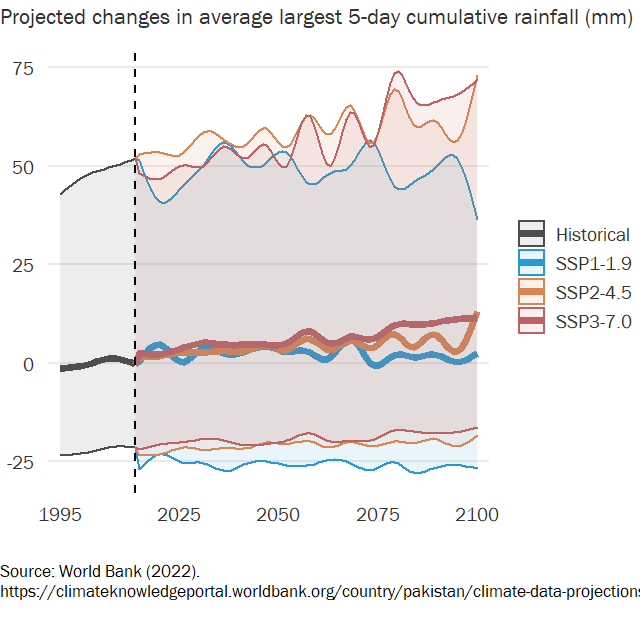 Projected changes in average largest 5-day cumulative rainfall (mm)
75
50
25
0
-25
1995
2025
2050
2075
2100
Historical
SSP1-1.9
SSP2-4.5
SSP3-7.0
Source: World Bank (2022).
https://climateknowledgeportal.worldbank.org/country/pakistan/climate-data-projections